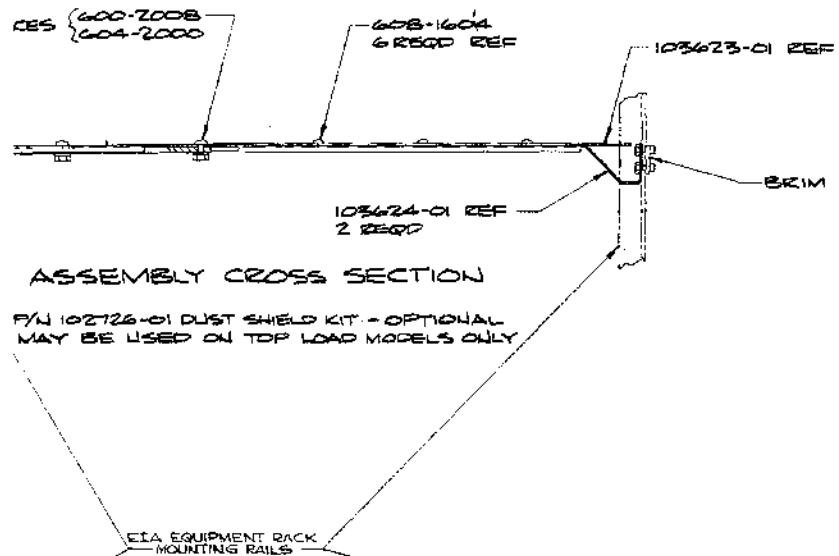 CES { 600-2008
604-2000
608-1604
6 REQD REF
103623-01 REF
BRIM
103624-01 REF
2 REQD
ASSEMBLY CROSS SECTION
P/N 102726-01 DUST SHIELD KIT - OPTIONAL
MAY BE USED ON TOP LOAD MODELS ONLY
EIA EQUIPMENT RACK
MOUNTING RAILS